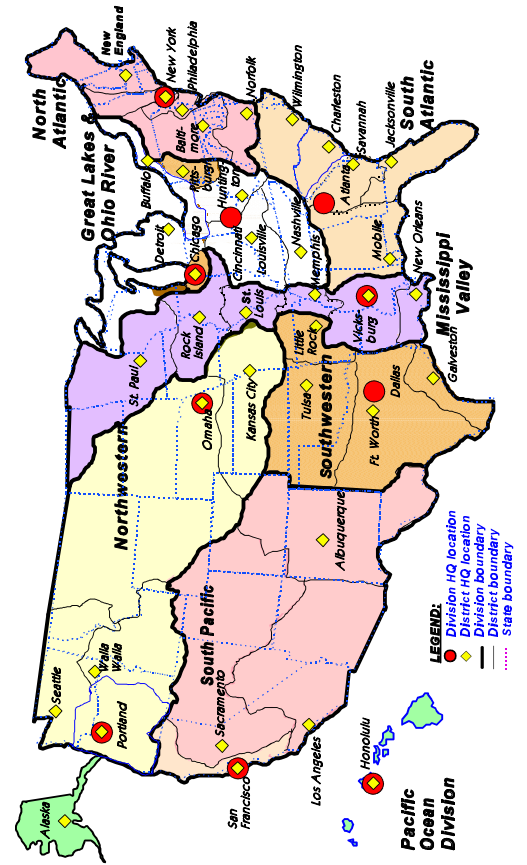 Alaska
Seattle
Walla
Walla
Portland
Northwestern
Omaha
Kansas City
St. Paul
Rock
Island
St.
Louis
Detroit
Chicago
Great Lakes &
Ohio River
Buffalo
Pitts-
burg
Hunting-
ton
Cincinnati
Louisville
Nashville
Memphis
North
Atlantic
New
England
New York
Philadelphia
Balti-
more
Norfolk
Wilmington
Charleston
Savannah
Jacksonville
South
Atlantic
Atlanta
Mobile
New Orleans
Mississippi
Valley
Vicks-
burg
Little
Rock
Tulsa
Southwestern
Dallas
Ft. Worth
Galveston
Albuquerque
South Pacific
Sacramento
San
Francisco
Los Angeles
Honolulu
Pacific
Ocean
Division
LEGEND:
Division HQ location
District HQ location
Division boundary
District boundary
State boundary